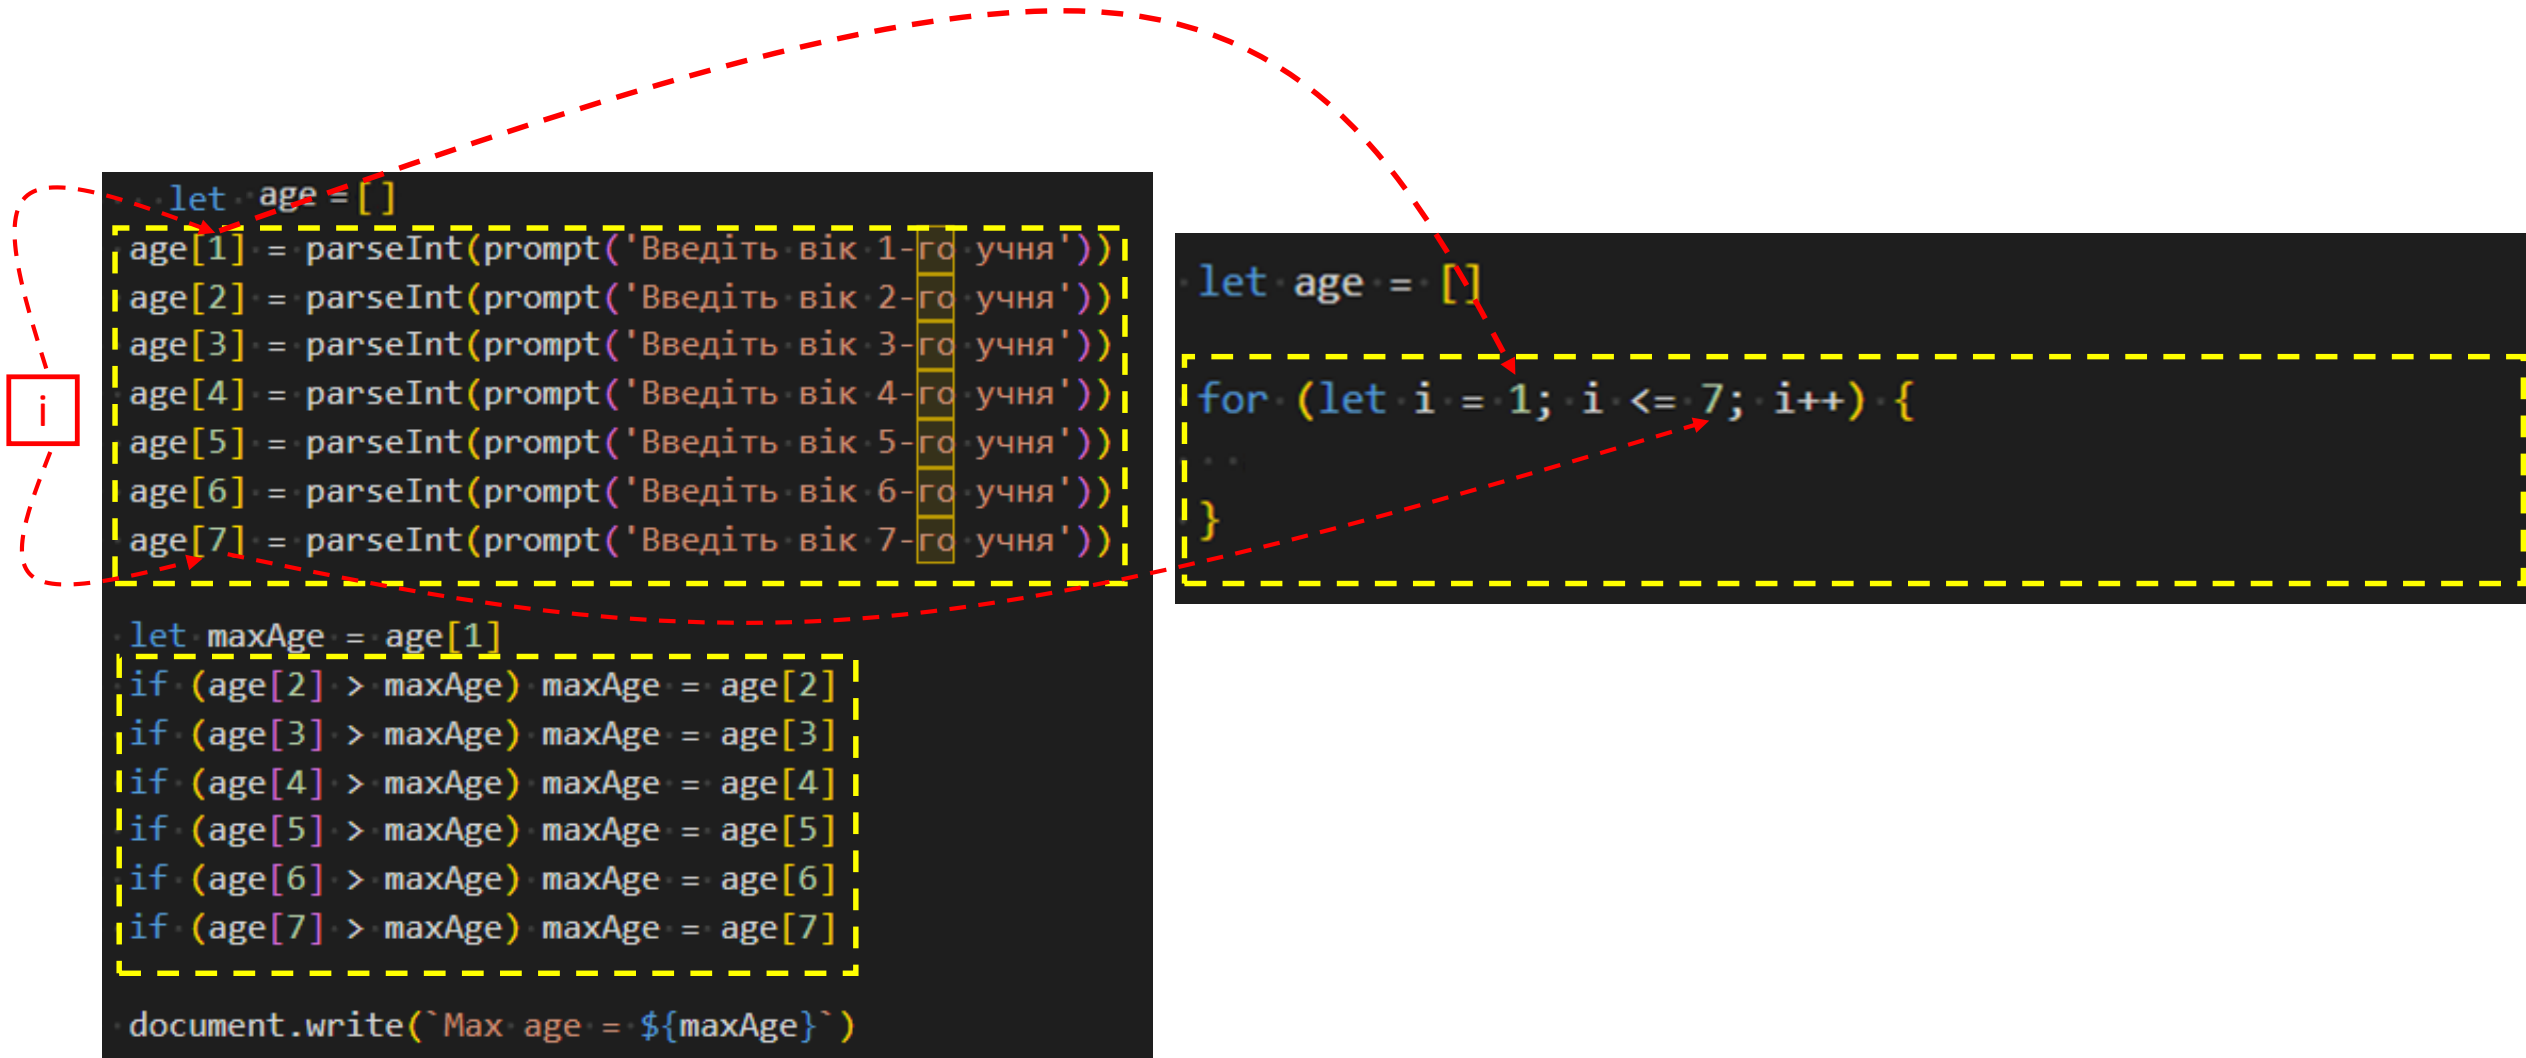 let age = []
age[1] = parseInt(prompt('Введіть вік 1-го учня'))
age[2] = parseInt(prompt('Введіть вік 2-го учня'))
age[3] = parseInt(prompt('Введіть вік 3-го учня'))
age[4] = parseInt(prompt('Введіть вік 4-го учня'))
age[5] = parseInt(prompt('Введіть вік 5-го учня'))
age[6] = parseInt(prompt('Введіть вік 6-го учня'))
age[7] = parseInt(prompt('Введіть вік 7-го учня'))
i
let maxAge = age[1]
if (age[2] > maxAge) maxAge = age[2]
if (age[3] > maxAge) maxAge = age[3]
if (age[4] > maxAge) maxAge = age[4]
if (age[5] > maxAge) maxAge = age[5]
if (age[6] > maxAge) maxAge = age[6]
if (age[7] > maxAge) maxAge = age[7]
document.write(`Max age = ${maxAge}`)
let age = []
for (let i = 1; i <= 7; i++) {
}